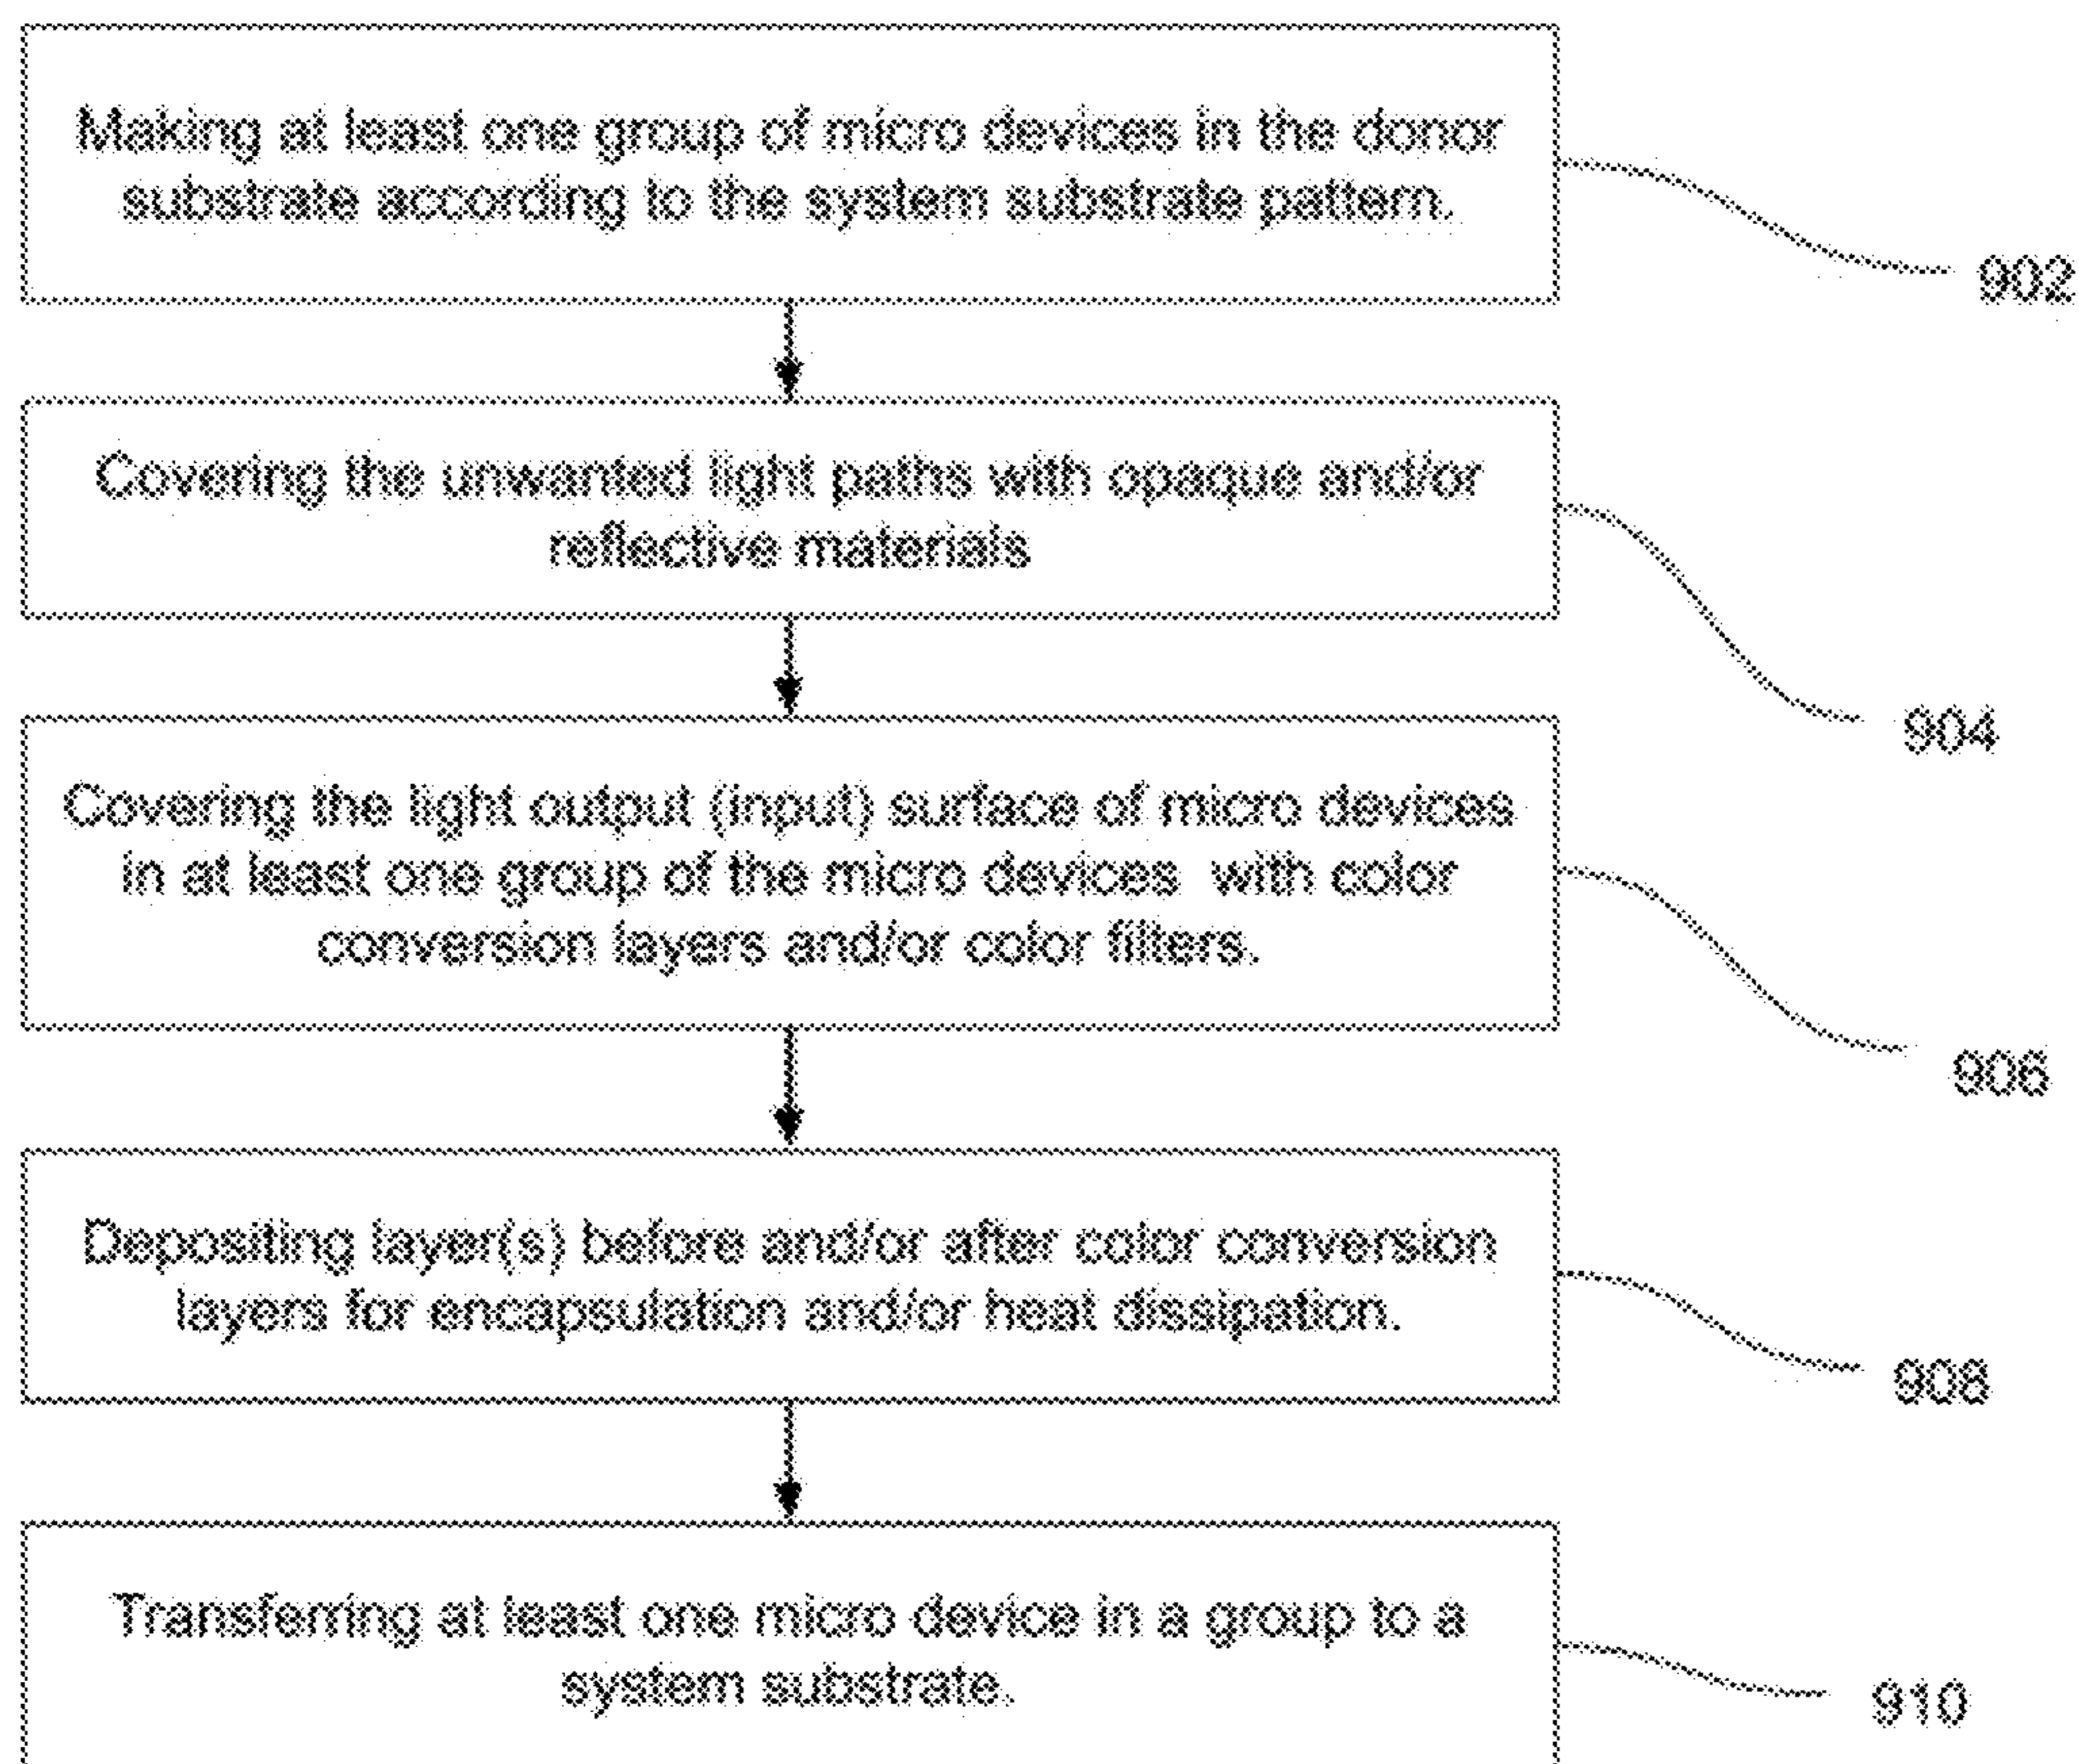 Making at least one group of micro devices in the donor
substrate according to the system substrate pattern.
902
Covering the unwanted light paths with opaque and/or
reflective materials
904
Covering the light output (input) surface of micro devices
in at least one group of the micro devices with color
conversion layers and/or color filters.
906
Depositing layer(s) before and/or after color conversion
layers for encapsulation and/or heat dissipation.
908
Transferring at least one micro device in a group to a
system substrate.
910